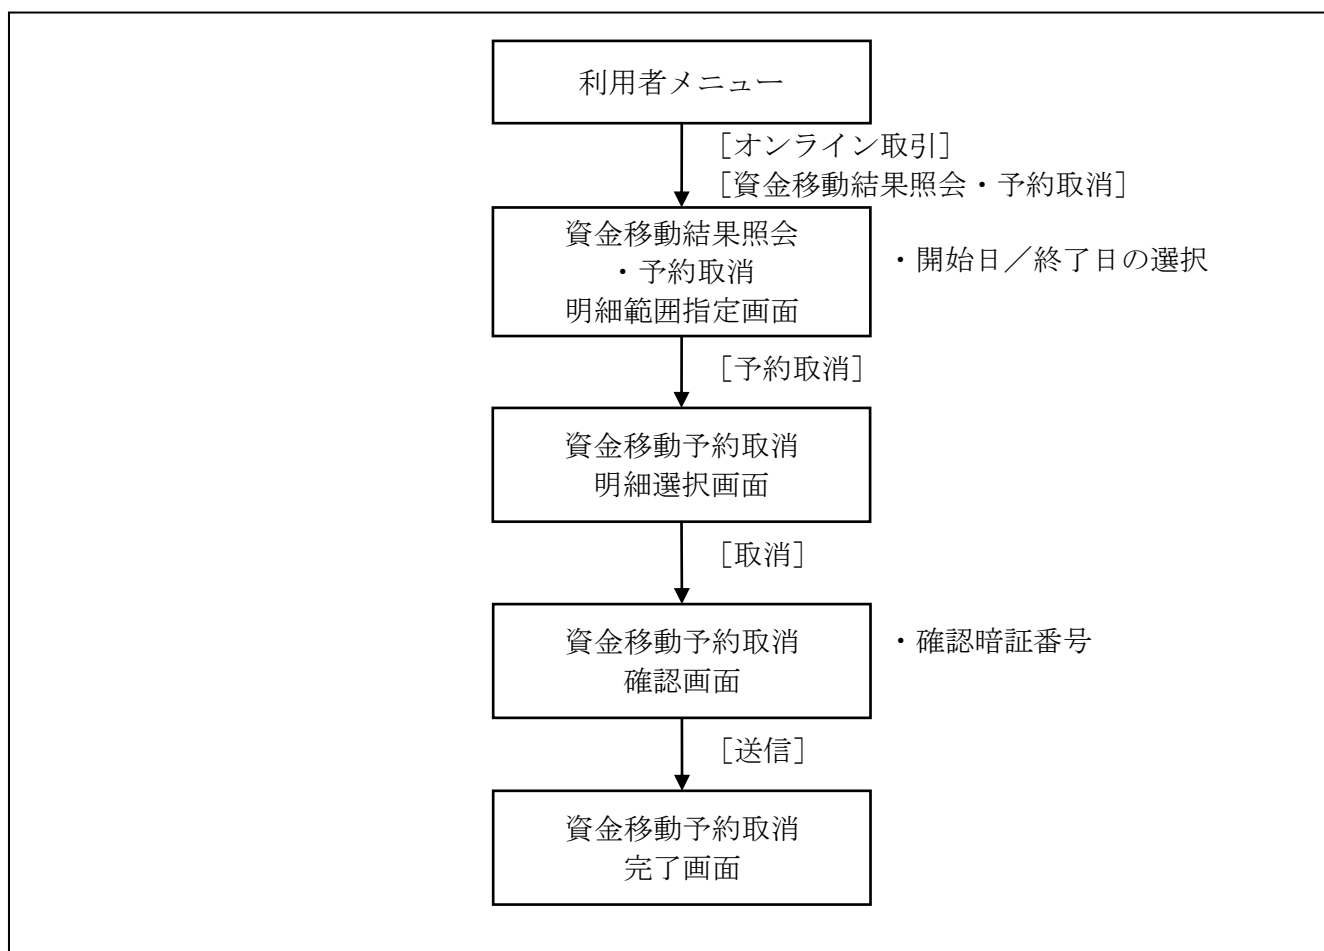 利用者メニュー
［オンライン取引］
［資金移動結果照会・予約取消］
資金移動結果照会
・予約取消
明細範囲指定画面
・開始日／終了日の選択
［予約取消］
資金移動予約取消
明細選択画面
［取消］
資金移動予約取消
確認画面
・確認暗証番号
［送信］
資金移動予約取消
完了画面